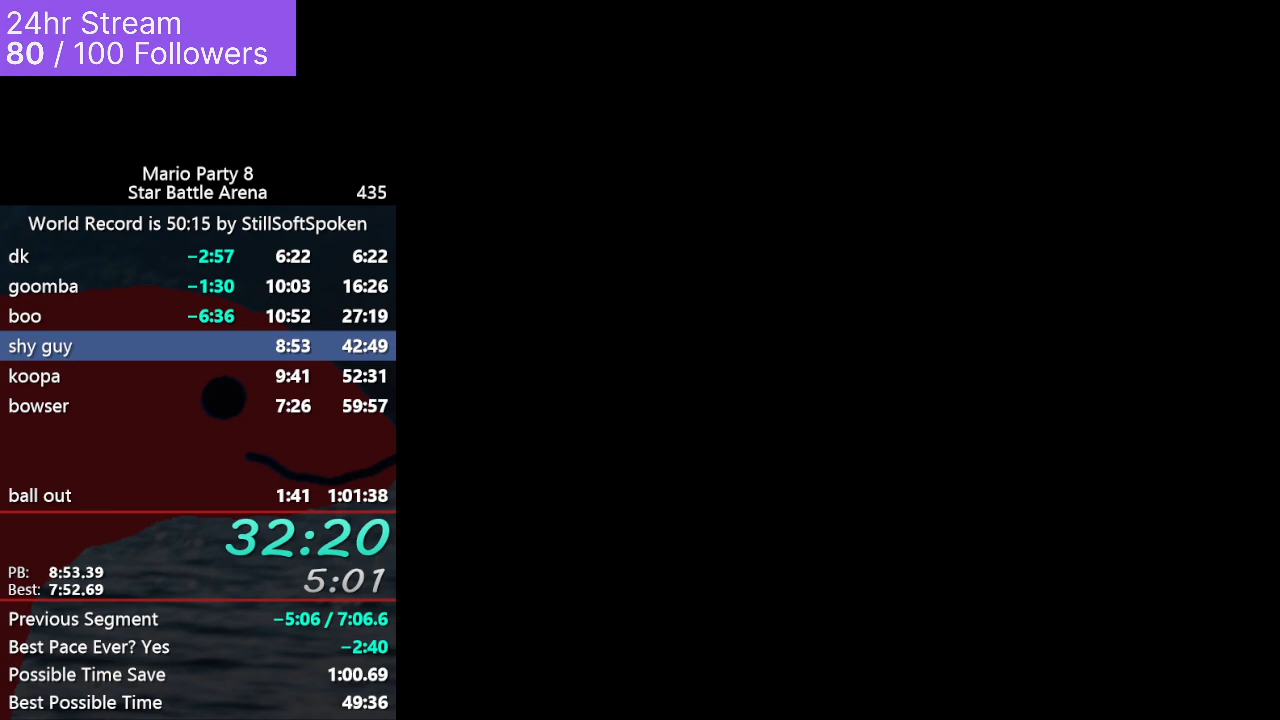 24hr Stream
80 / 100 Followers
Mario Party 8
Star Battle Arena 435
World Record is 50:15 by StillSoftSpoken
dk −2:57 6:22 6:22
goomba −1:30 10:03 16:26
boo −6:36 10:52 27:19
shy guy 8:53 42:49
koopa 9:41 52:31
bowser 7:26 59:57
ball out 1:41 1:01:38
32:20
PB: 8:53.39
5:01
Best: 7:52.69
Previous Segment −5:06 / 7:06.6
Best Pace Ever? Yes −2:40
Possible Time Save 1:00.69
Best Possible Time 49:36